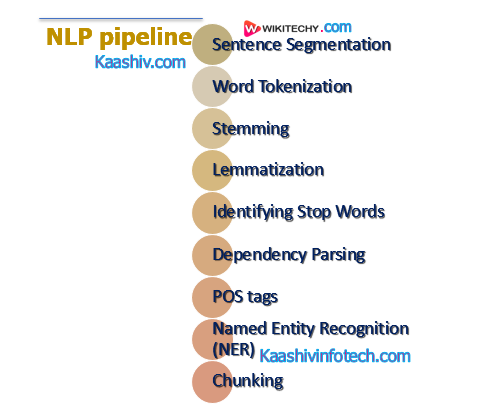 WIKITECHY .com
NLP pipeline
Kaashiv.com
Sentence Segmentation
Word Tokenization
Stemming
Lemmatization
Identifying Stop Words
Dependency Parsing
POS tags
Named Entity Recognition
(NER)
Kaashivinfotech.com
Chunking